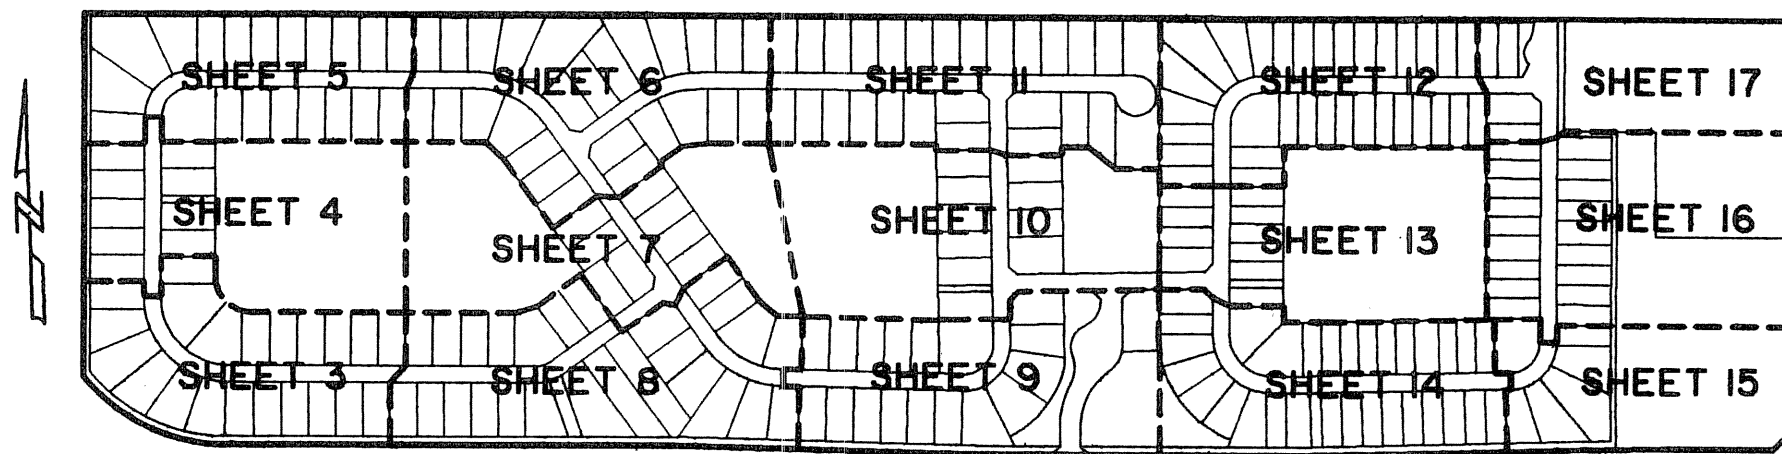 SHEET 5
SHEET 6
SHEET 11
SHEET 12
SHEET 17
N
SHEET 4
SHEET 7
SHEET 10
SHEET 13
SHEET 16
SHEET 3
SHEET 8
SHEET 9
SHEET 14
SHEET 15